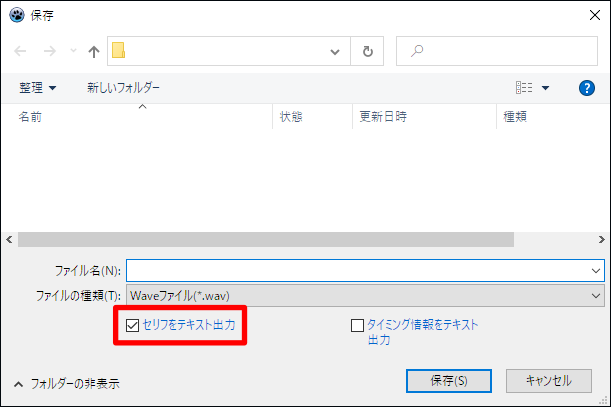 保存
整理 新しいフォルダー
名前 状態 更新日時 種類
ファイル名(N):
ファイルの種類(T): Waveファイル(*.wav)
セリフをテキスト出力 タイミング情報をテキスト
出力
フォルダーの非表示 保存(S) キャンセル